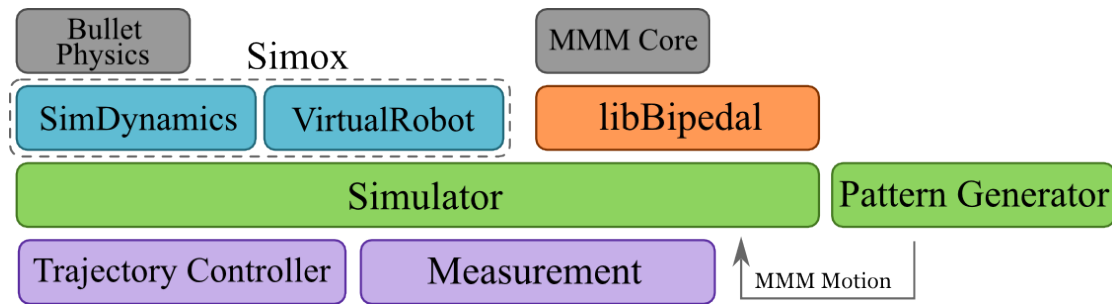 Bullet
Physics
Simox
MMM Core
SimDynamics
VirtualRobot
libBipedal
Simulator
Pattern Generator
Trajectory Controller
Measurement
MMM Motion